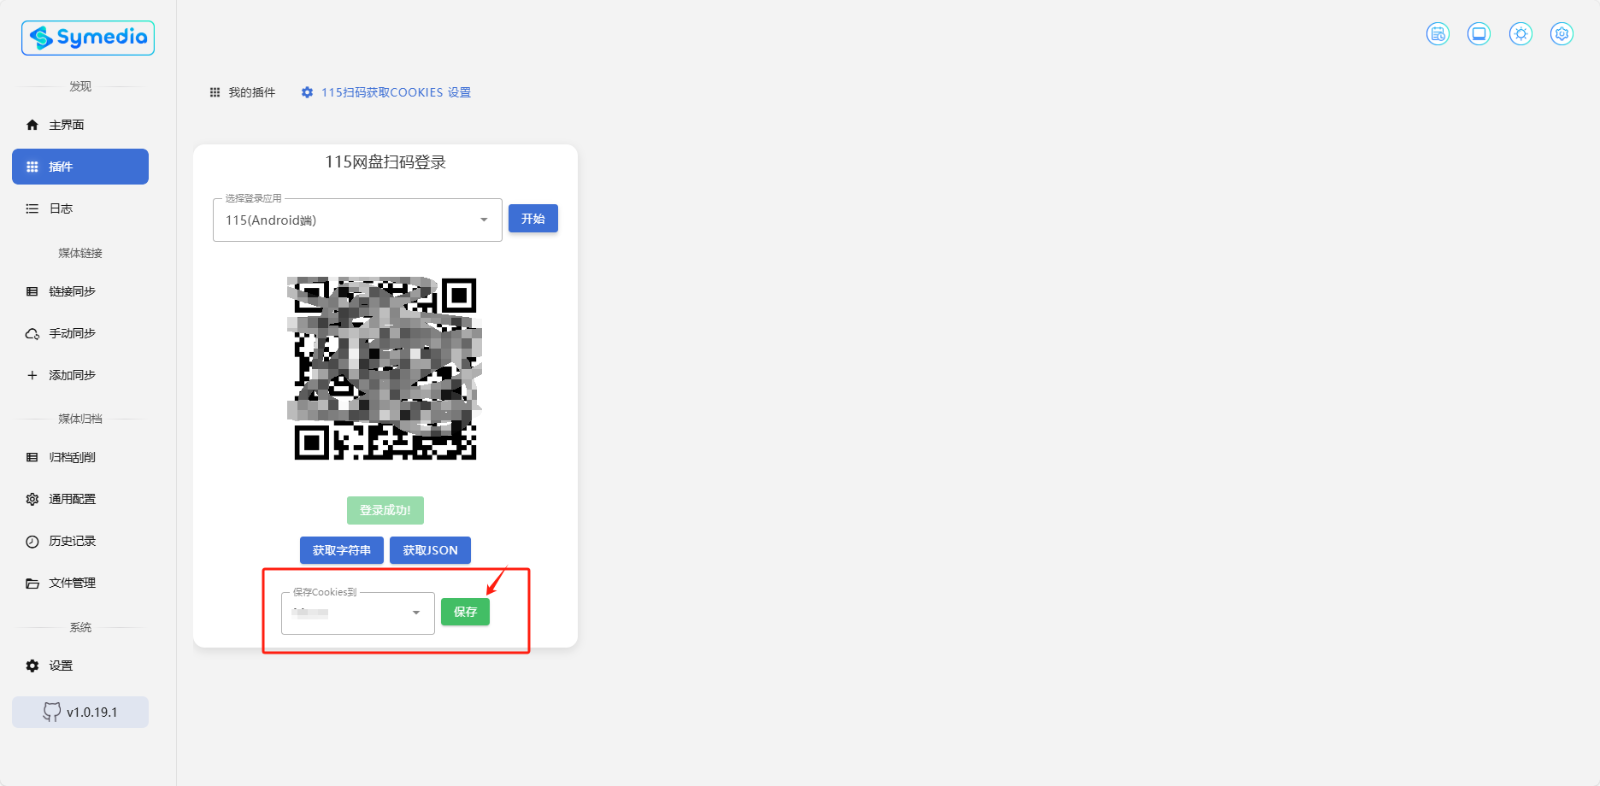 Symedia
发现
主界面
插件
日志
媒体链接
链接同步
手动同步
添加同步
媒体归档
归档刮削
通用配置
历史记录
文件管理
系统
设置
v1.0.19.1
我的插件
115扫码获取COOKIES 设置
115网盘扫码登录
选择登录应用
115(Android端)
开始
登录成功!
获取字符串
获取JSON
保存Cookies到
保存